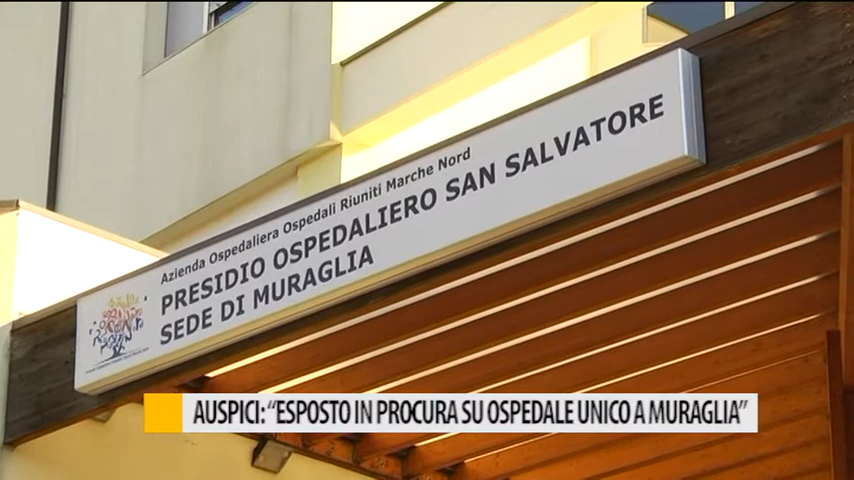 Azienda Ospedaliera Ospedali Riuniti Marche Nord
PRESIDIO OSPEDALIERO SAN SALVATORE
SEDE DI MURAGLIA
AUSPICI: “ESPOSTO IN PROCURA SU OSPEDALE UNICO A MURAGLIA”